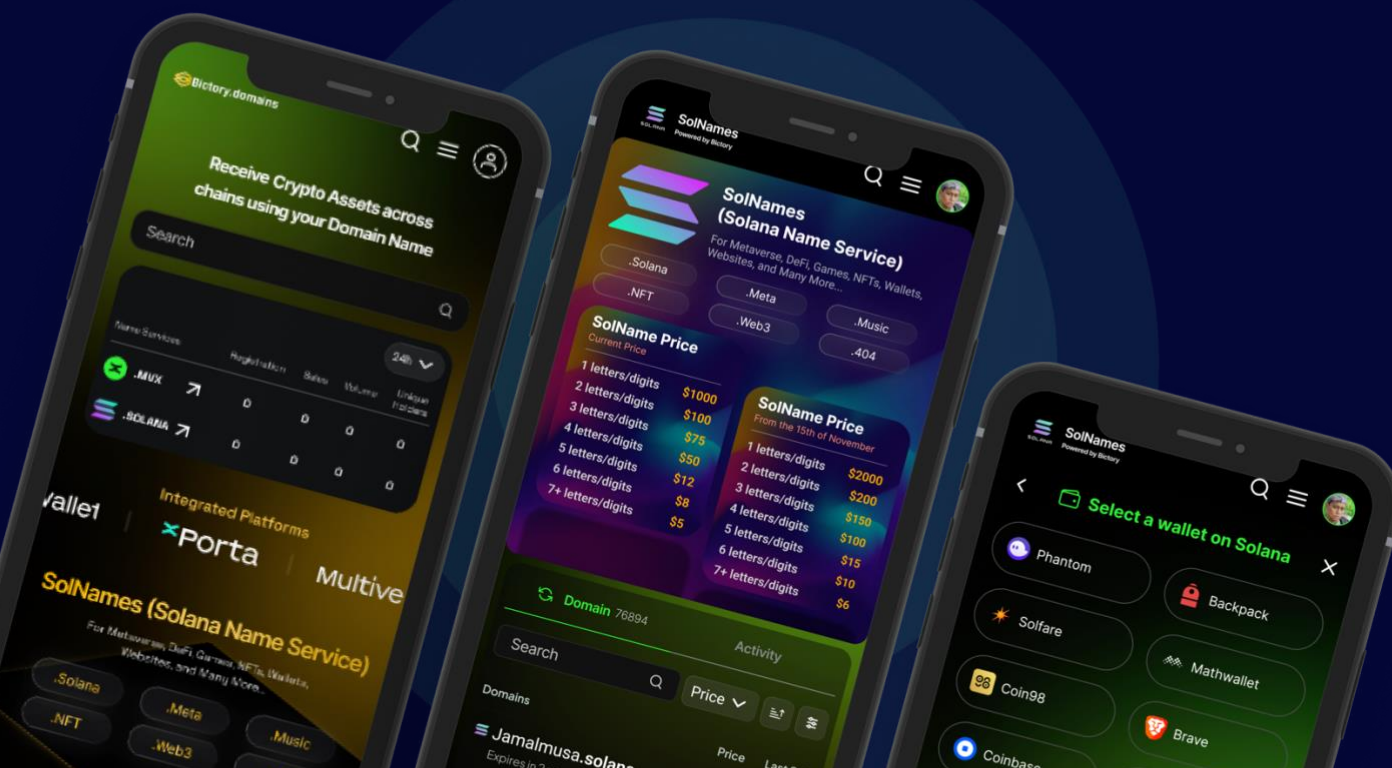 Bictory.domains
Receive Crypto Assets across
chains using your Domain Name
Search
24h
Name Services
Registration
Sales
Volume
Unique
Holders
.MVX
0
0
0
0
.SOLANA
0
0
0
0
Integrated Platforms
Porta
Multive
SolNames (Solana Name Service)
For Metaverse, DeFi, Games, NFTs, Wallets,
Websites, and Many More...
.Solana
.Meta
.Music
.NFT
.Web3
SolNames
Powered by Bictory
SolNames
(Solana Name Service)
For Metaverse, DeFi, Games, NFTs, Wallets,
Websites, and Many More...
.Solana
.Meta
.Music
.NFT
.Web3
.404
SolName Price
Current Price
1 letters/digits $1000
2 letters/digits $100
3 letters/digits $75
4 letters/digits $50
5 letters/digits $12
6 letters/digits $8
7+ letters/digits $5
SolName Price
From the 15th of November
1 letters/digits $2000
2 letters/digits $200
3 letters/digits $150
4 letters/digits $100
5 letters/digits $15
6 letters/digits $10
7+ letters/digits $6
Domain 76894
Activity
Search
Price
Domains
Price
Last
Jamalmusa.solana
Expires in 2
SolNames
Powered by Bictory
Select a wallet on Solana
Phantom
Backpack
Solfare
Mathwallet
Coin98
Brave
Coinbase